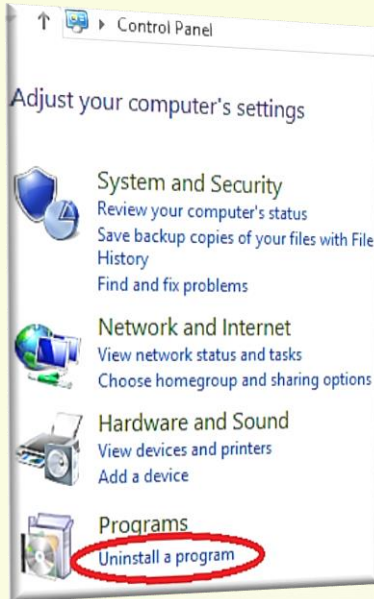 Control Panel
Adjust your computer's settings
System and Security
Review your computer's status
Save backup copies of your files with File
History
Find and fix problems
Network and Internet
View network status and tasks
Choose homegroup and sharing options
Hardware and Sound
View devices and printers
Add a device
Programs
Uninstall a program